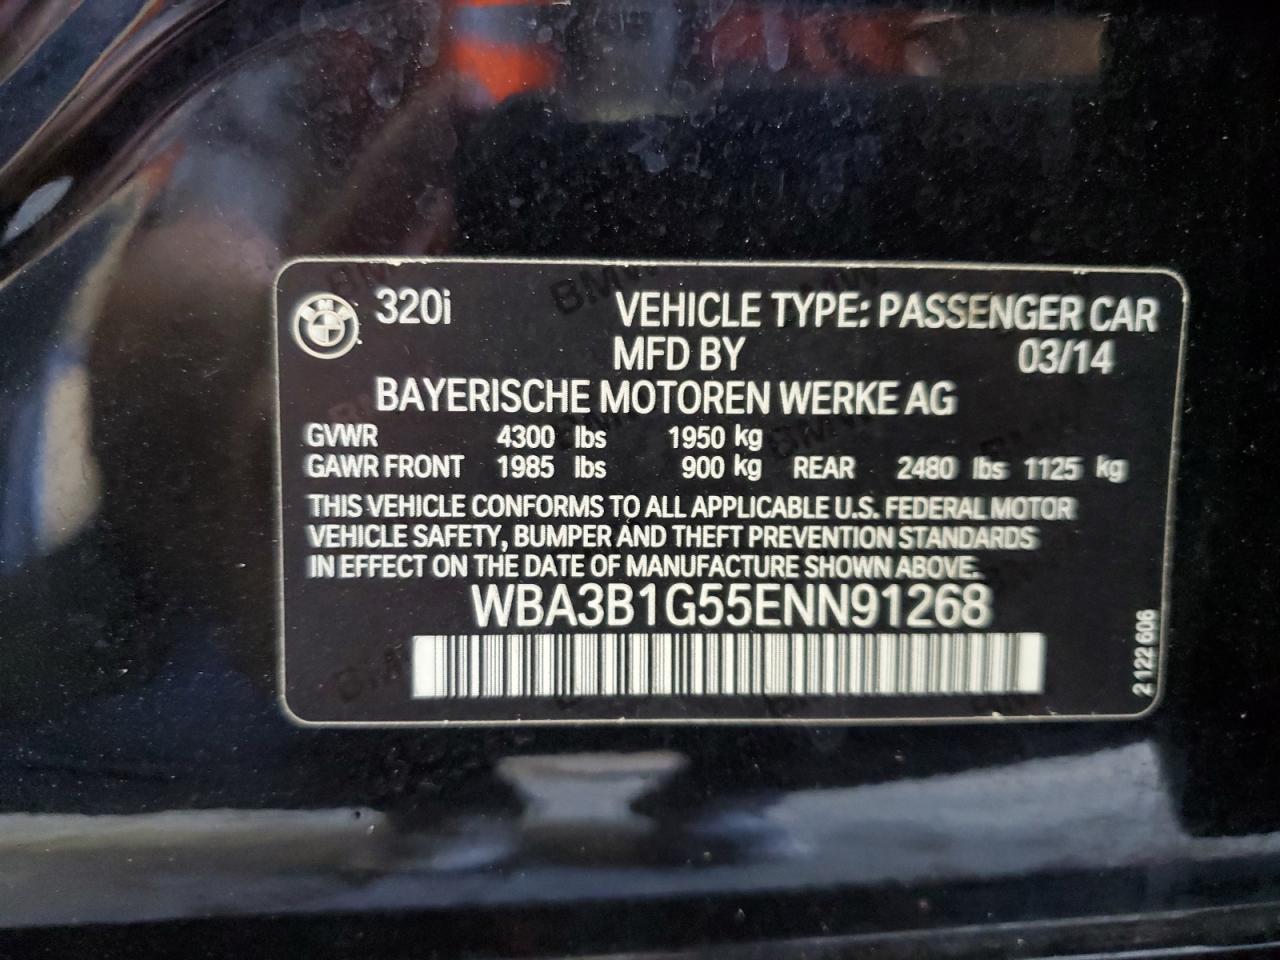 320i VEHICLE TYPE: PASSENGER CAR
MFD BY 03/14
BAYERISCHE MOTOREN WERKE AG
GVWR 4300 lbs 1950 kg
GAWR FRONT 1985 lbs 900 kg REAR 2480 lbs 1125 kg
THIS VEHICLE CONFORMS TO ALL APPLICABLE U.S. FEDERAL MOTOR
VEHICLE SAFETY, BUMPER AND THEFT PREVENTION STANDARDS
IN EFFECT ON THE DATE OF MANUFACTURE SHOWN ABOVE.
WBA3B1G55ENN91268
2122606